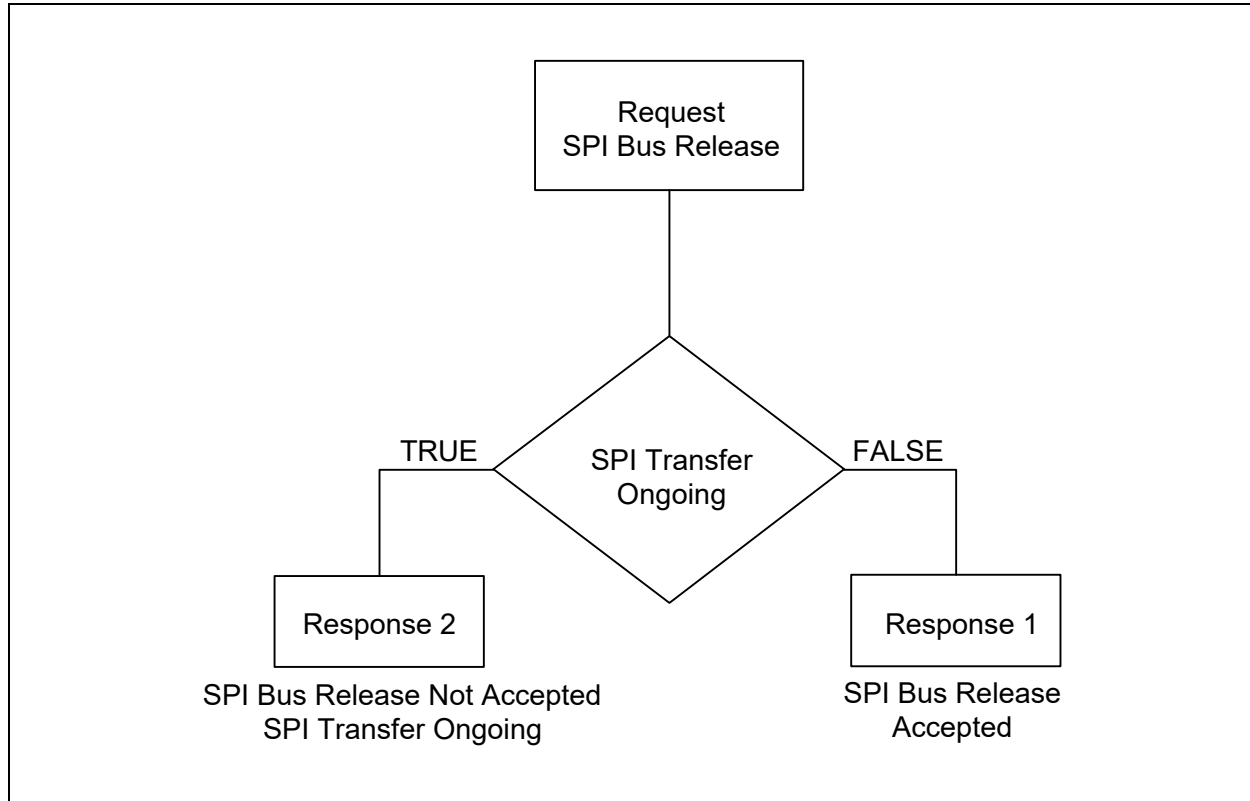 Request
SPI Bus Release
TRUE
FALSE
SPI Transfer
Ongoing
Response 2
Response 1
SPI Bus Release Not Accepted
SPI Transfer Ongoing
SPI Bus Release
Accepted